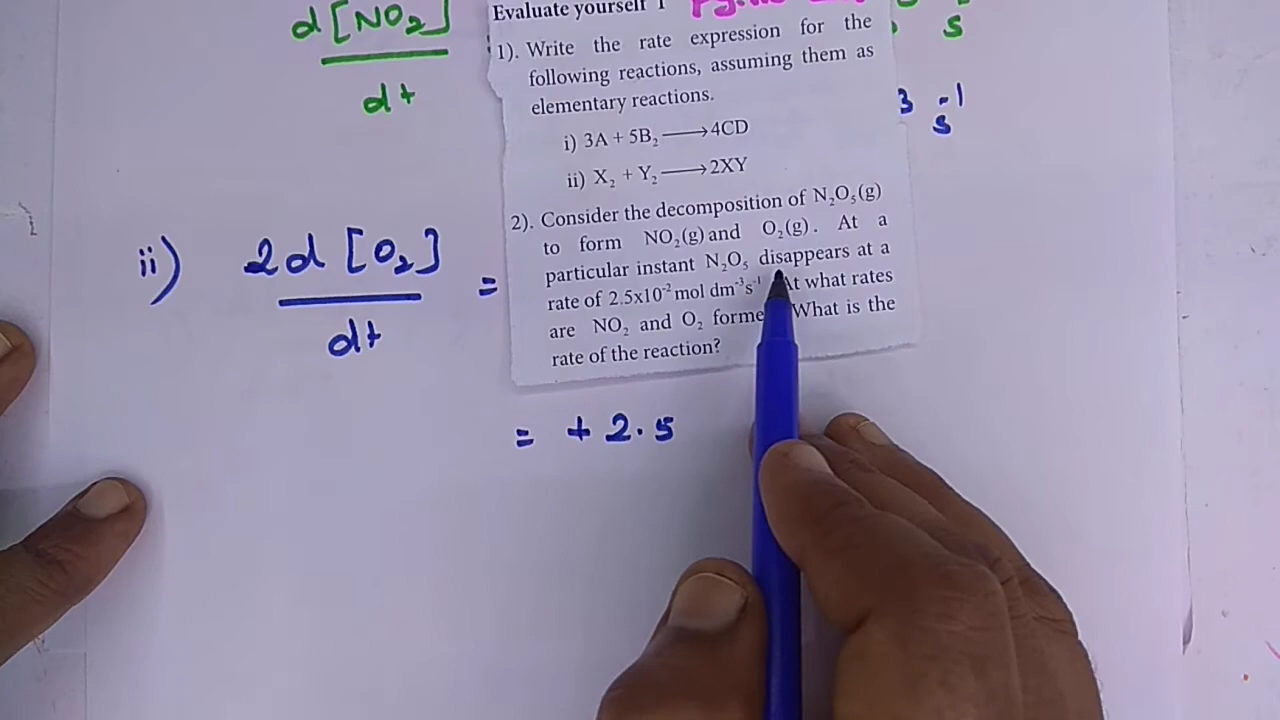 d [NO₂]
dt
Evaluate yourself 1
s
1). Write the rate expression for the
following reactions, assuming them as
elementary reactions.
3 s⁻¹
i) 3A + 5B₂ ⟶ 4CD
ii) X₂ + Y₂ ⟶ 2XY
2). Consider the decomposition of N₂O₅(g)
to form NO₂(g) and O₂(g). At a
particular instant N₂O₅ disappears at a
rate of 2.5x10⁻² mol dm⁻³s⁻¹ At what rates
are NO₂ and O₂ forme What is the
rate of the reaction?
ii) 2d [O₂] =
dt
= + 2.5